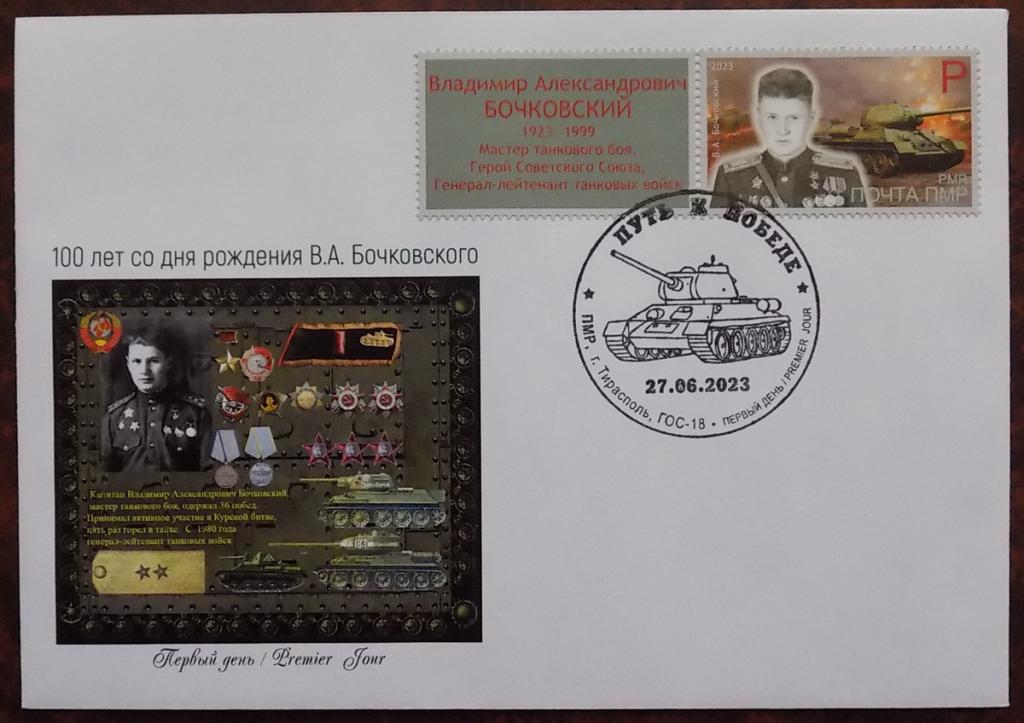 Владимир Александрович
БОЧКОВСКИЙ
1923 1999
Мастер танкового боя,
Герой Советского Союза,
Генерал-лейтенант танковых войск
2023
В.А. Бочковский
Р
PMR
ПОЧТА ПМР
ПУТЬ К ПОБЕДЕ
27.06.2023
ПМР, г. Тирасполь, ГОС-18 • ПЕРВЫЙ ДЕНЬ / PREMIER JOUR
100 лет со дня рождения В.А. Бочковского
Капитан Владимир Александрович Бочковский,
мастер танкового боя, одержал 36 побед.
Принимал активное участие в Курской битве,
пять раз горел в танке. С 1980 года
генерал-лейтенант танковых войск
Первый день / Premier Jour